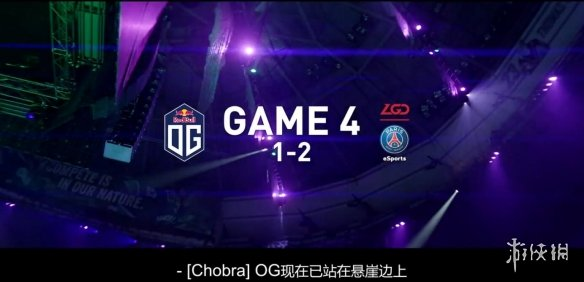 COMPETE IS
IN OUR NATURE.
Red Bull
OG
GAME 4
1-2
LGD
PARIS
eSports
- [Chobra] OG现在已站在悬崖边上
游侠网